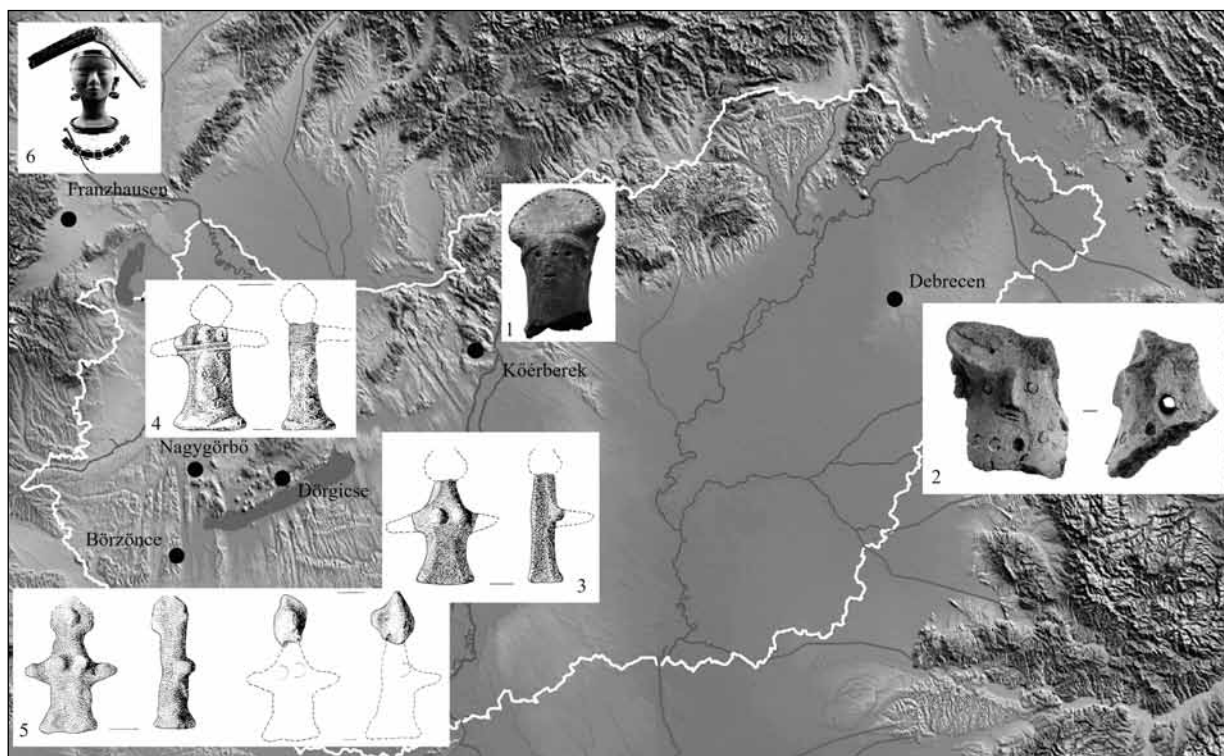 6
Franzhausen
1
Debrecen
Kőérberek
2
4
Nagygörbő
Dörgicse
Börzönce
3
5